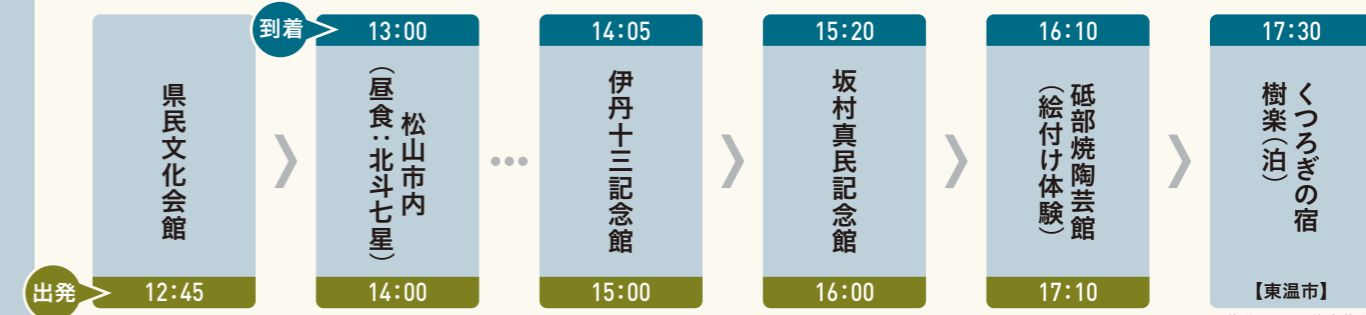 県民文化会館
出発
12:45
到着
13:00
松山市内
（昼食：北斗七星）
14:00
•••
14:05
伊丹十三記念館
15:00
15:20
坂村真民記念館
16:00
16:10
砥部焼陶芸館
（絵付け体験）
17:10
17:30
くつろぎの宿
樹楽（泊）
【東温市】